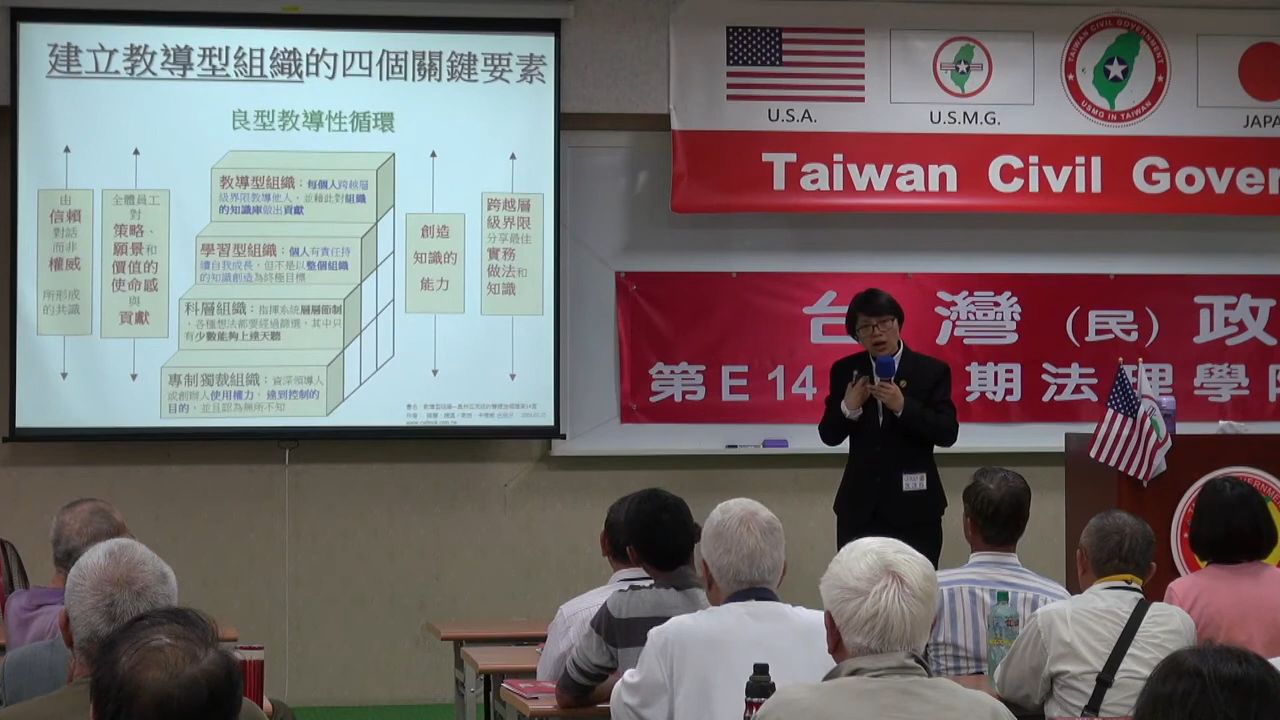 建立教導型組織的四個關鍵要素
良型教導性循環
由
信賴
對話
而非
權威
所形成
的共識
全體員工
對
策略、
願景和
價值的
使命感
與
貢獻
教導型組織：每個人跨越層
級界限教導他人，並藉此對組織
的知識庫做出貢獻
學習型組織：個人有責任持
續自我成長，但不是以整個組織
的知識創造為終極目標
科層組織：指揮系統層層節制
，各種想法都要經過篩選，其中只
有少數能夠上達天聽
專制獨裁組織：資深領導人
或創辦人使用權力、達到控制的
目的，並且認為無所不知
創造
知識的
能力
跨越層
級界限
分享最佳
實務
做法和
知識
U.S.A.
U.S.M.G.
TAIWAN CIVIL GOVERNMENT
USMG IN TAIWAN
JAPA
Taiwan Civil Gover
台灣（民）政
第E14 期法理學